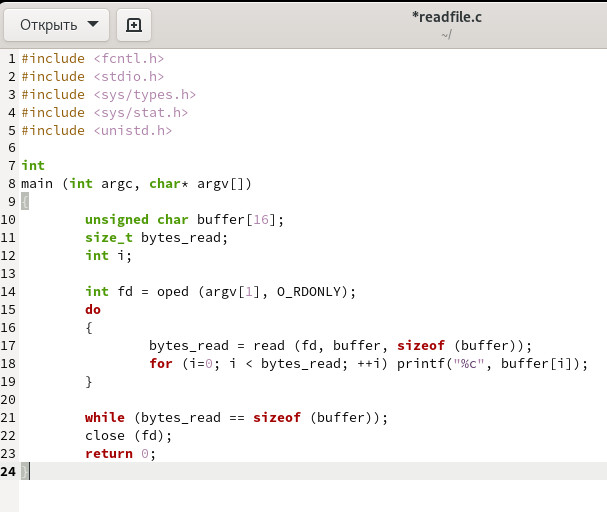 Открыть
*readfile.c
~/
1 #include <fcntl.h>
2 #include <stdio.h>
3 #include <sys/types.h>
4 #include <sys/stat.h>
5 #include <unistd.h>
6
7 int
8 main (int argc, char* argv[])
9 {
10         unsigned char buffer[16];
11         size_t bytes_read;
12         int i;
13
14         int fd = oped (argv[1], O_RDONLY);
15         do
16         {
17                 bytes_read = read (fd, buffer, sizeof (buffer));
18                 for (i=0; i < bytes_read; ++i) printf("%c", buffer[i]);
19         }
20
21         while (bytes_read == sizeof (buffer));
22         close (fd);
23         return 0;
24 }